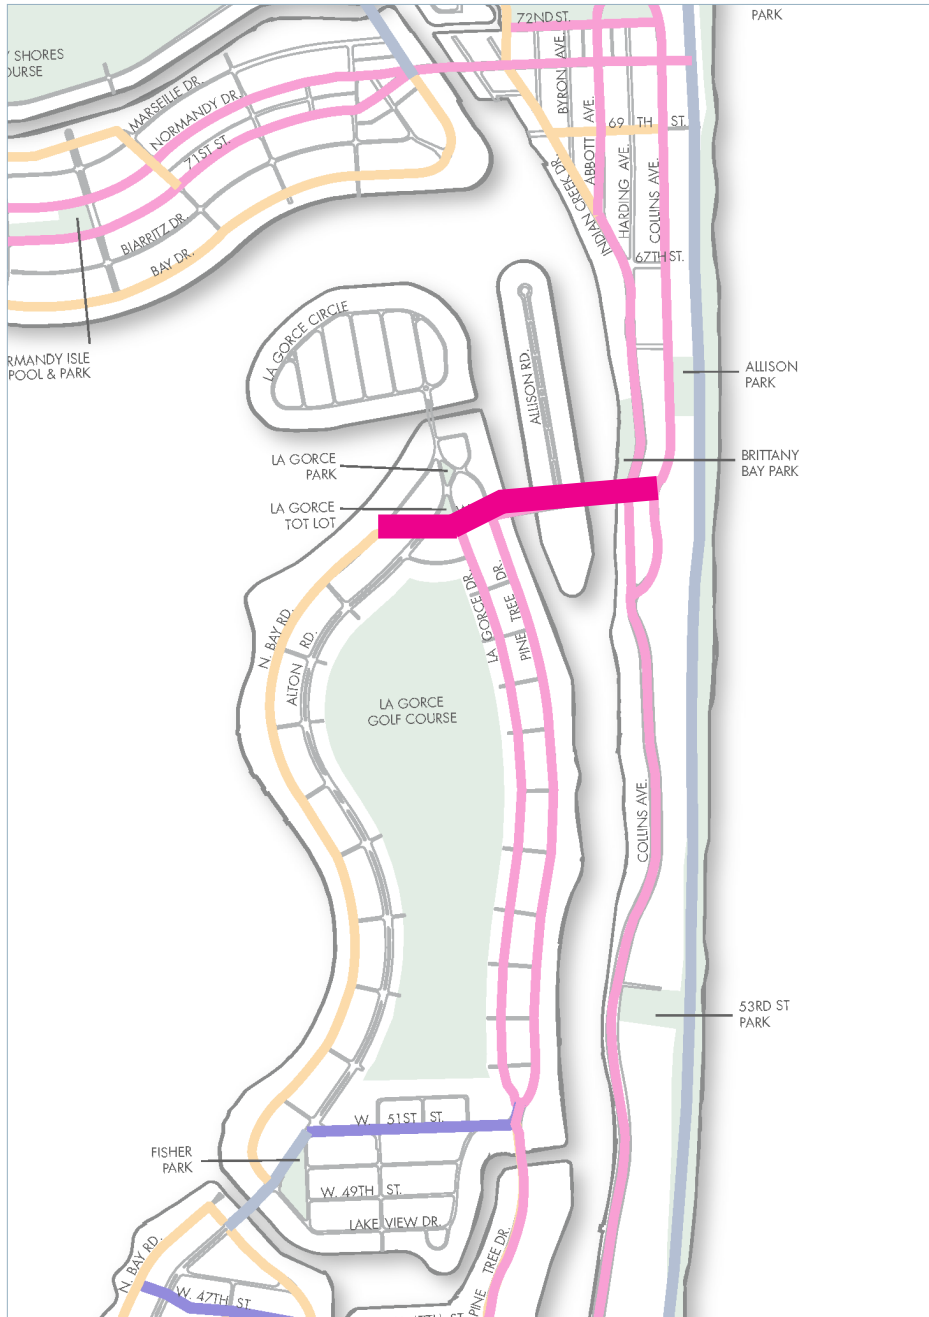 72ND ST.
PARK
Y SHORES
OURSE
BYRON AVE.
MARSEILLE DR.
NORMANDY DR.
71ST ST.
69TH ST.
ABBOTT AVE.
HARDING AVE.
COLLINS AVE.
INDIAN CREEK DR.
BIARRITZ DR.
BAY DR.
67TH ST.
LA GORCE CIRCLE
RMANDY ISLE
POOL & PARK
ALLISON RD.
ALLISON
PARK
LA GORCE
PARK
BRITTANY
BAY PARK
LA GORCE
TOT LOT
LA GORCE DR.
PINE TREE DR.
N. BAY RD.
ALTON RD.
LA GORCE
GOLF COURSE
COLLINS AVE.
53RD ST
PARK
W. 51ST ST.
FISHER
PARK
W. 49TH ST.
LAKE VIEW DR.
N. BAY RD.
PINE TREE DR.
W. 47TH ST.